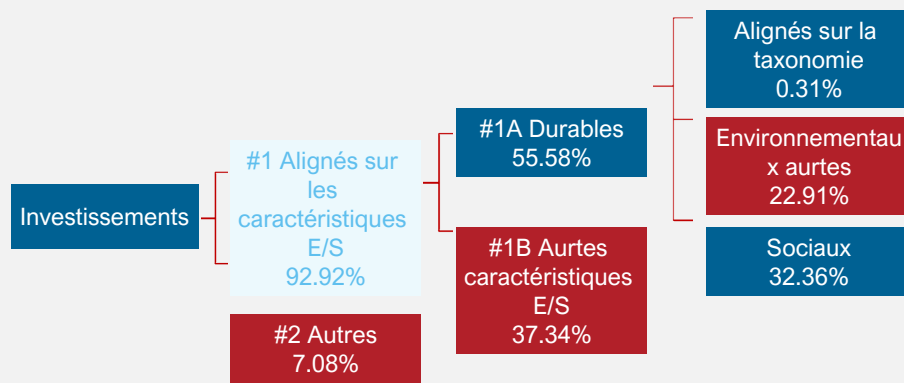 Investissements
#1 Alignés sur
les
caractéristiques
E/S
92.92%
#2 Autres
7.08%
#1A Durables
55.58%
#1B Aurtes
caractéristiques
E/S
37.34%
Alignés sur la
taxonomie
0.31%
Environnementau
x aurtes
22.91%
Sociaux
32.36%